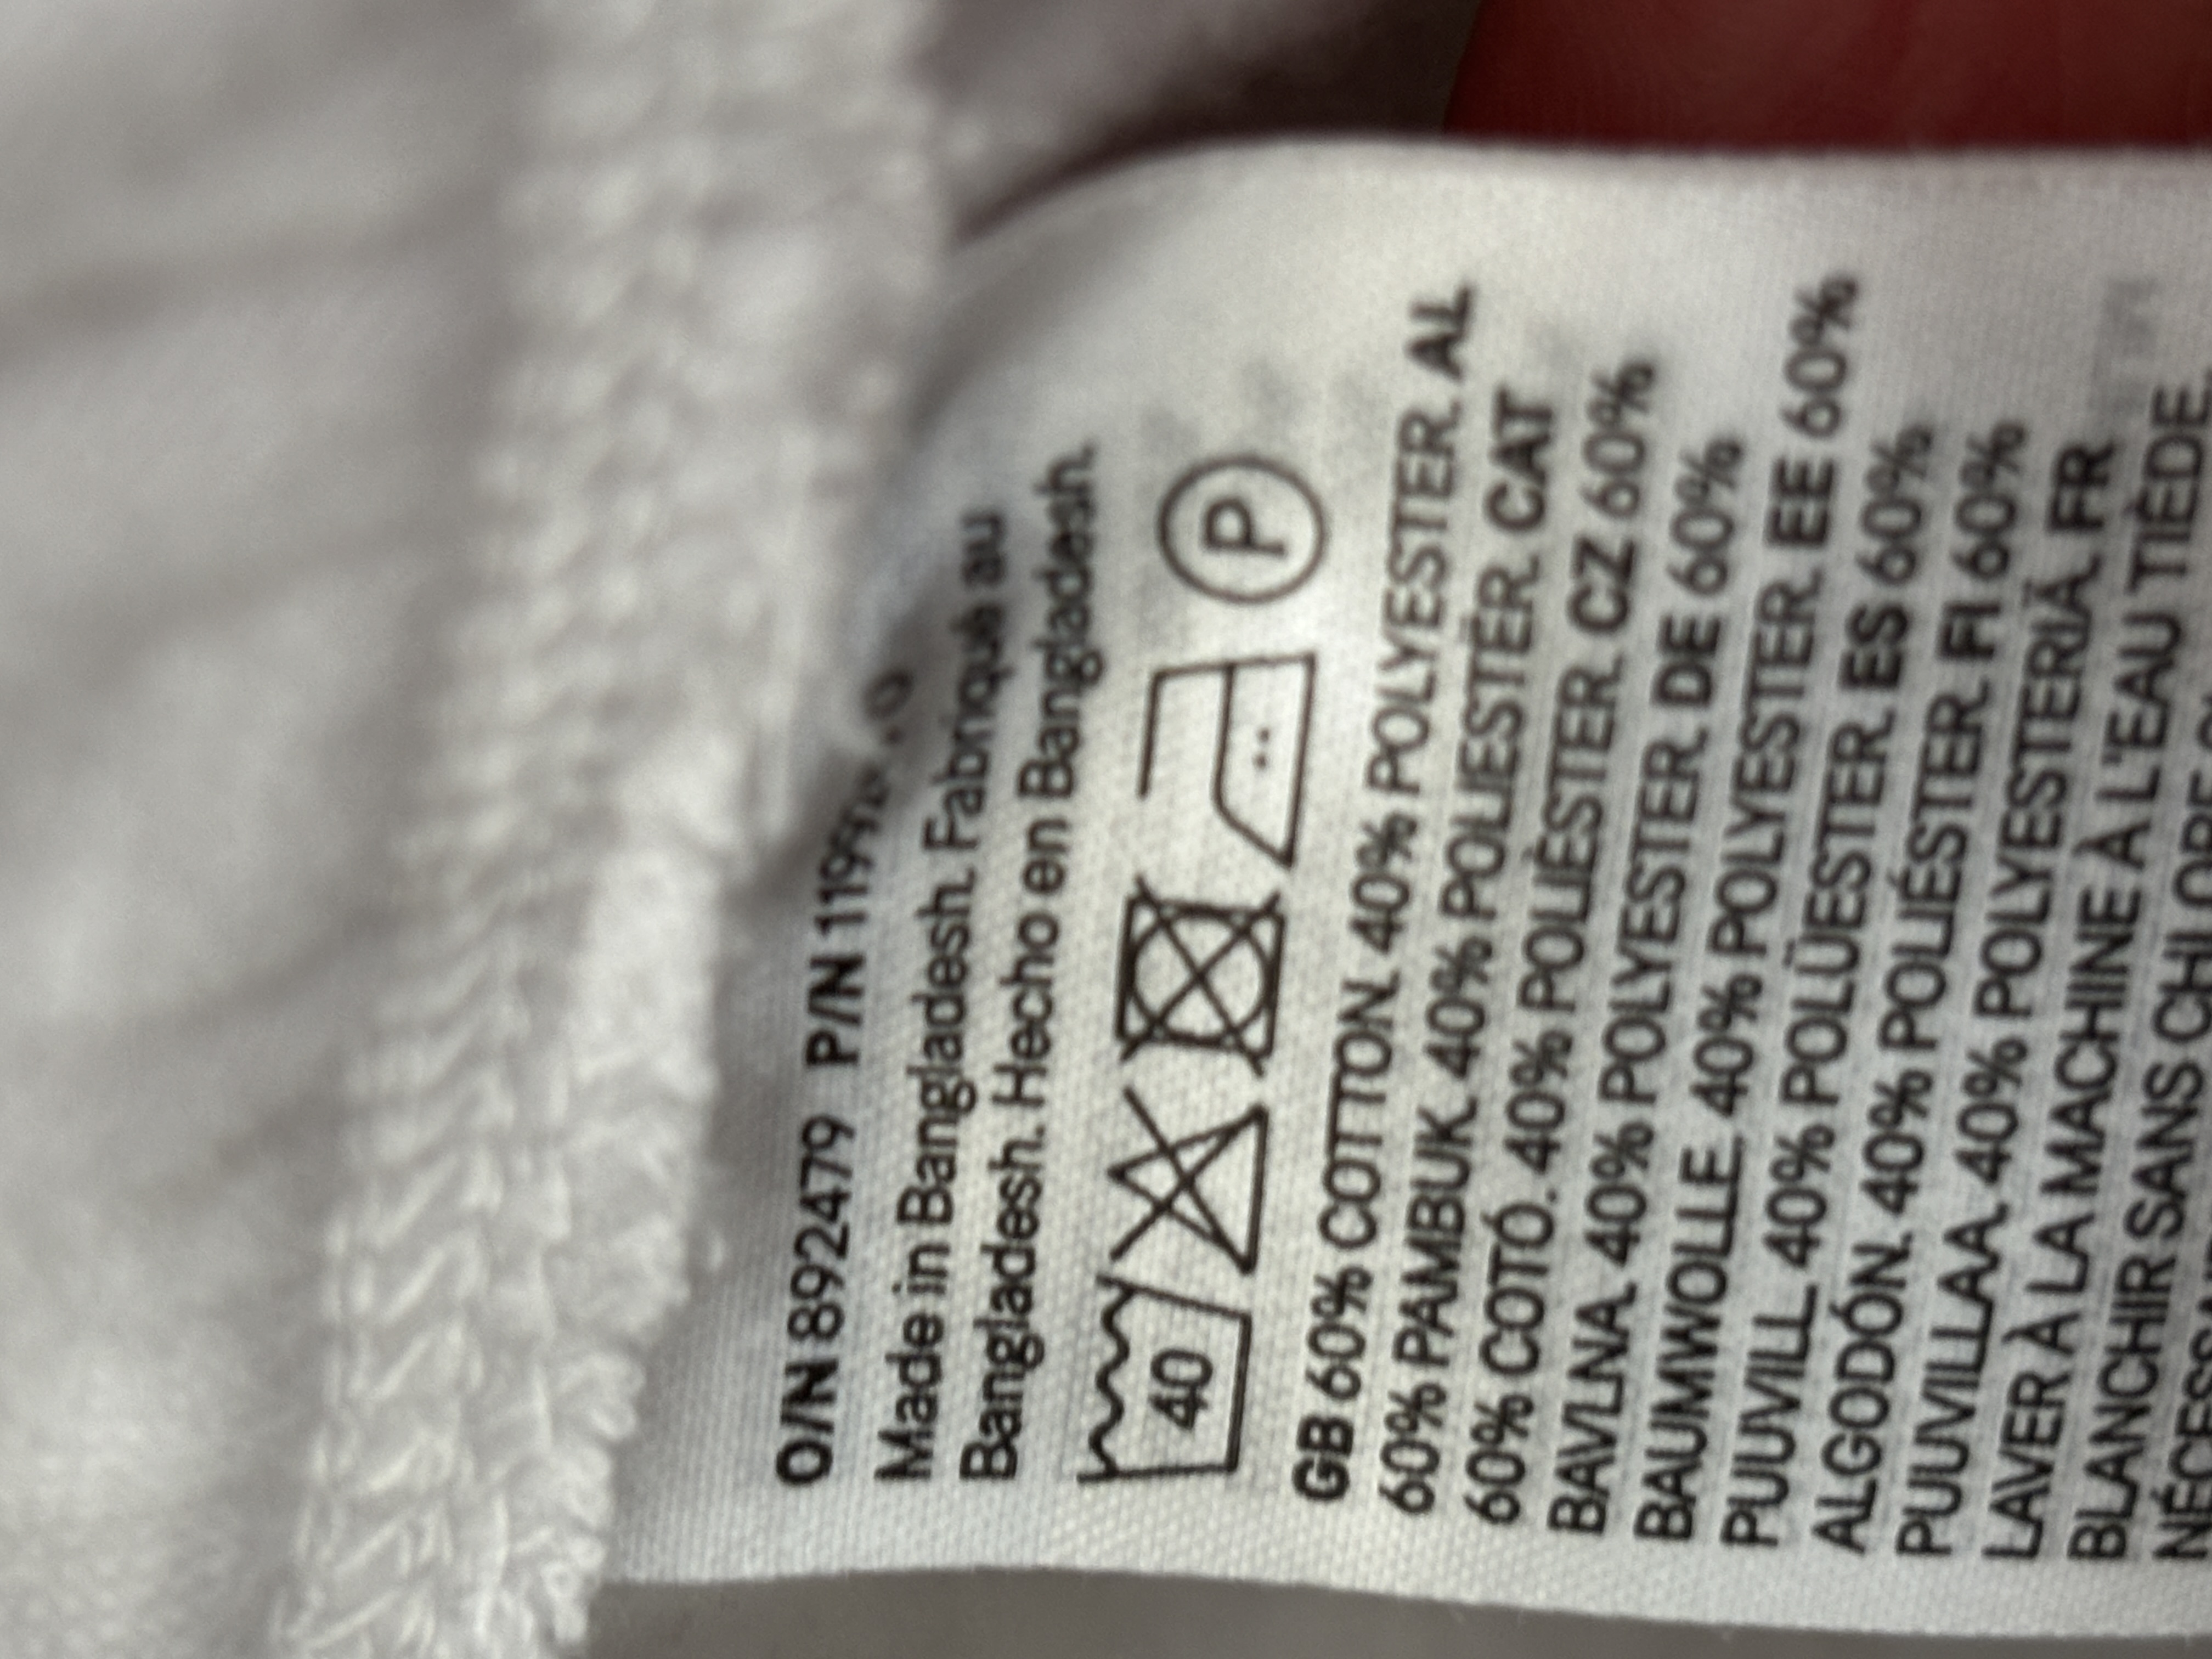 O/N 892479 P/N
Made in Bangladesh. Fabriqué au
Bangladesh. Hecho en Bangladesh.
40 P
GB 60% COTTON. 40% POLYESTER. AL
60% PAMBUK. 40% POLIESTËR. CAT
60% COTÓ. 40% POLIÈSTER. CZ 60%
BAVLNA. 40% POLYESTER. DE 60%
BAUMWOLLE. 40% POLYESTER. EE 60%
PUUVILL. 40% POLÜESTER. ES 60%
ALGODÓN. 40% POLIÉSTER. FI 60%
PUUVILLAA. 40% POLYESTERIÄ. FR
LAVER À LA MACHINE À L'EAU TIÈDE.
BLANCHIR SANS